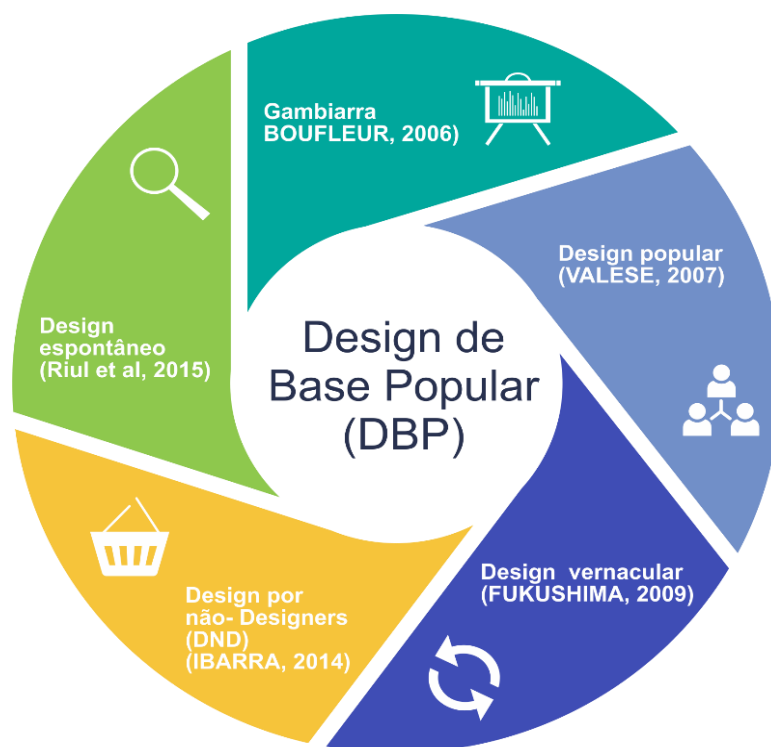 Gambiarra
BOUFLEUR, 2006)
Design popular
(VALESE, 2007)
Design vernacular
(FUKUSHIMA, 2009)
Design por
não- Designers
(DND)
(IBARRA, 2014)
Design
espontâneo
(Riul et al, 2015)
Design de
Base Popular
(DBP)